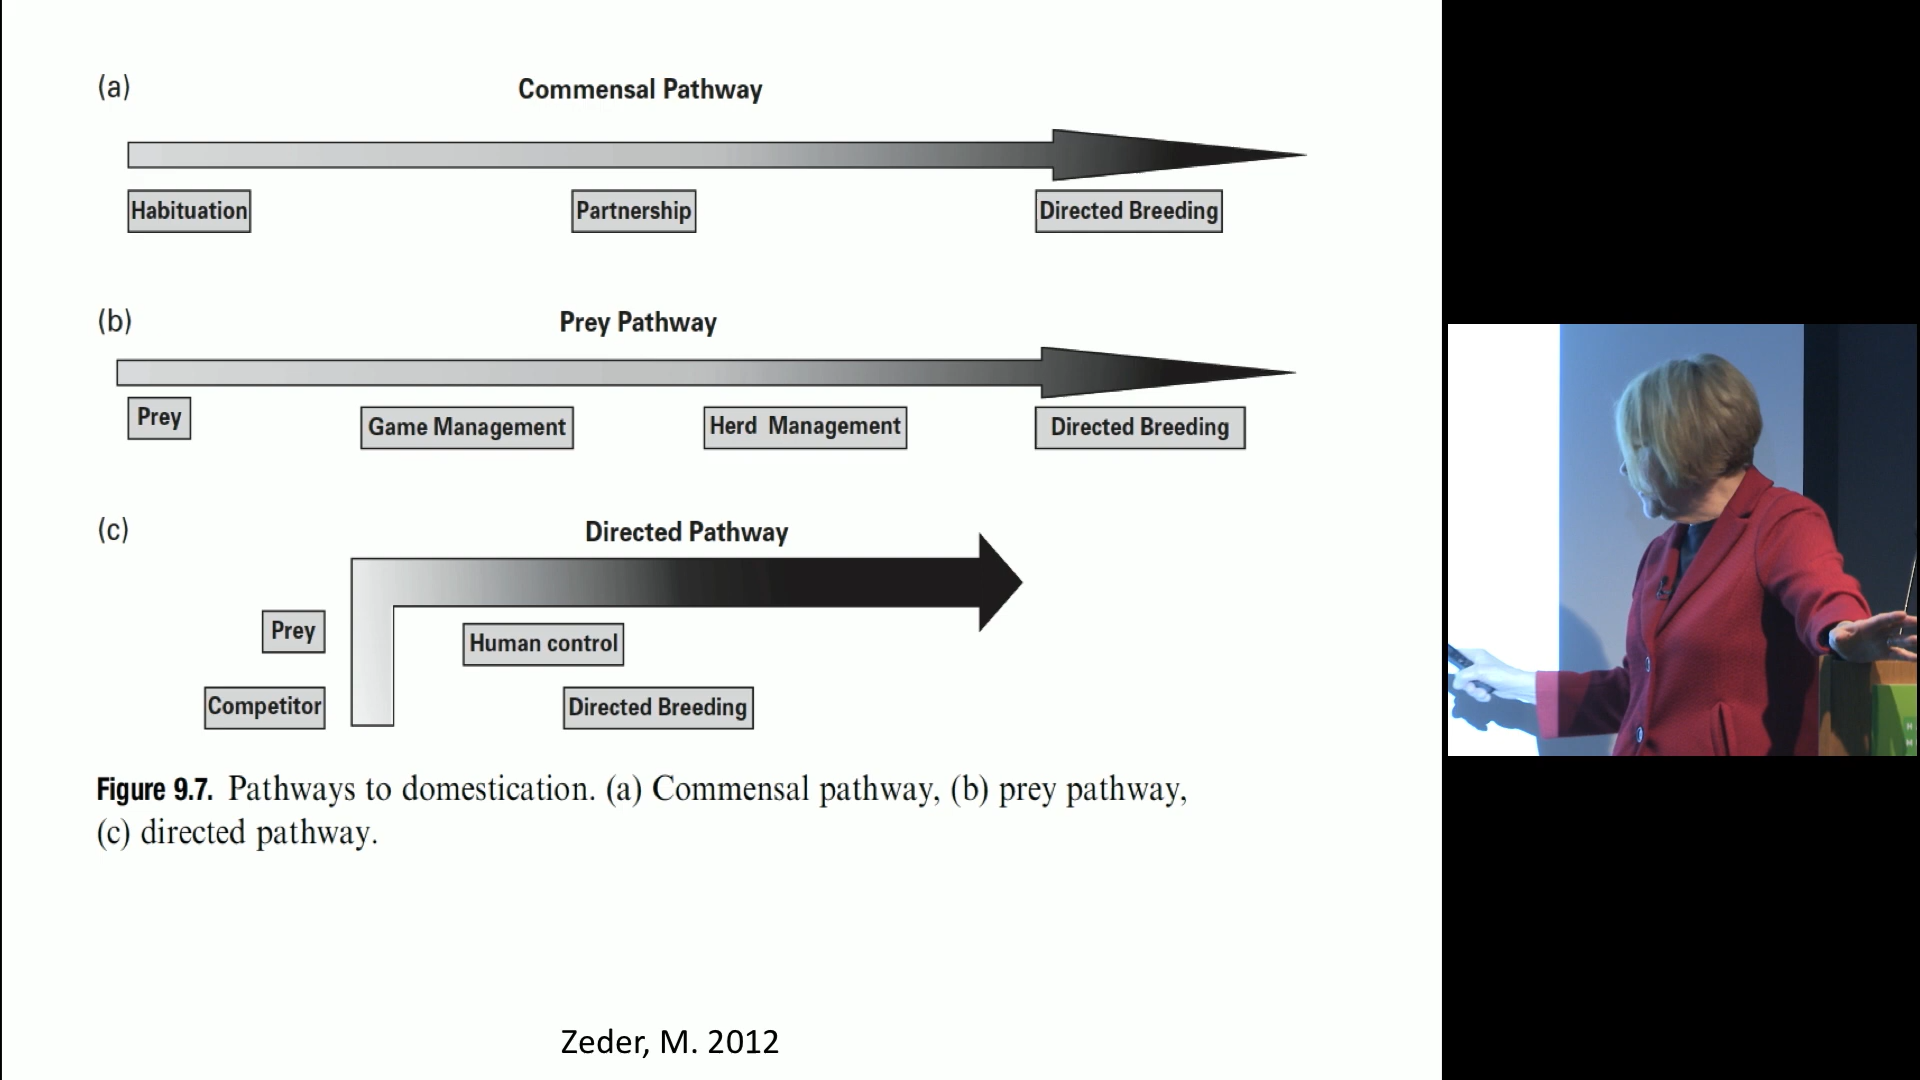 (a)
Commensal Pathway
Habituation
Partnership
Directed Breeding
(b)
Prey Pathway
Prey
Game Management
Herd Management
Directed Breeding
(c)
Directed Pathway
Prey
Human control
Competitor
Directed Breeding
Figure 9.7. Pathways to domestication. (a) Commensal pathway, (b) prey pathway,
(c) directed pathway.
Zeder, M. 2012